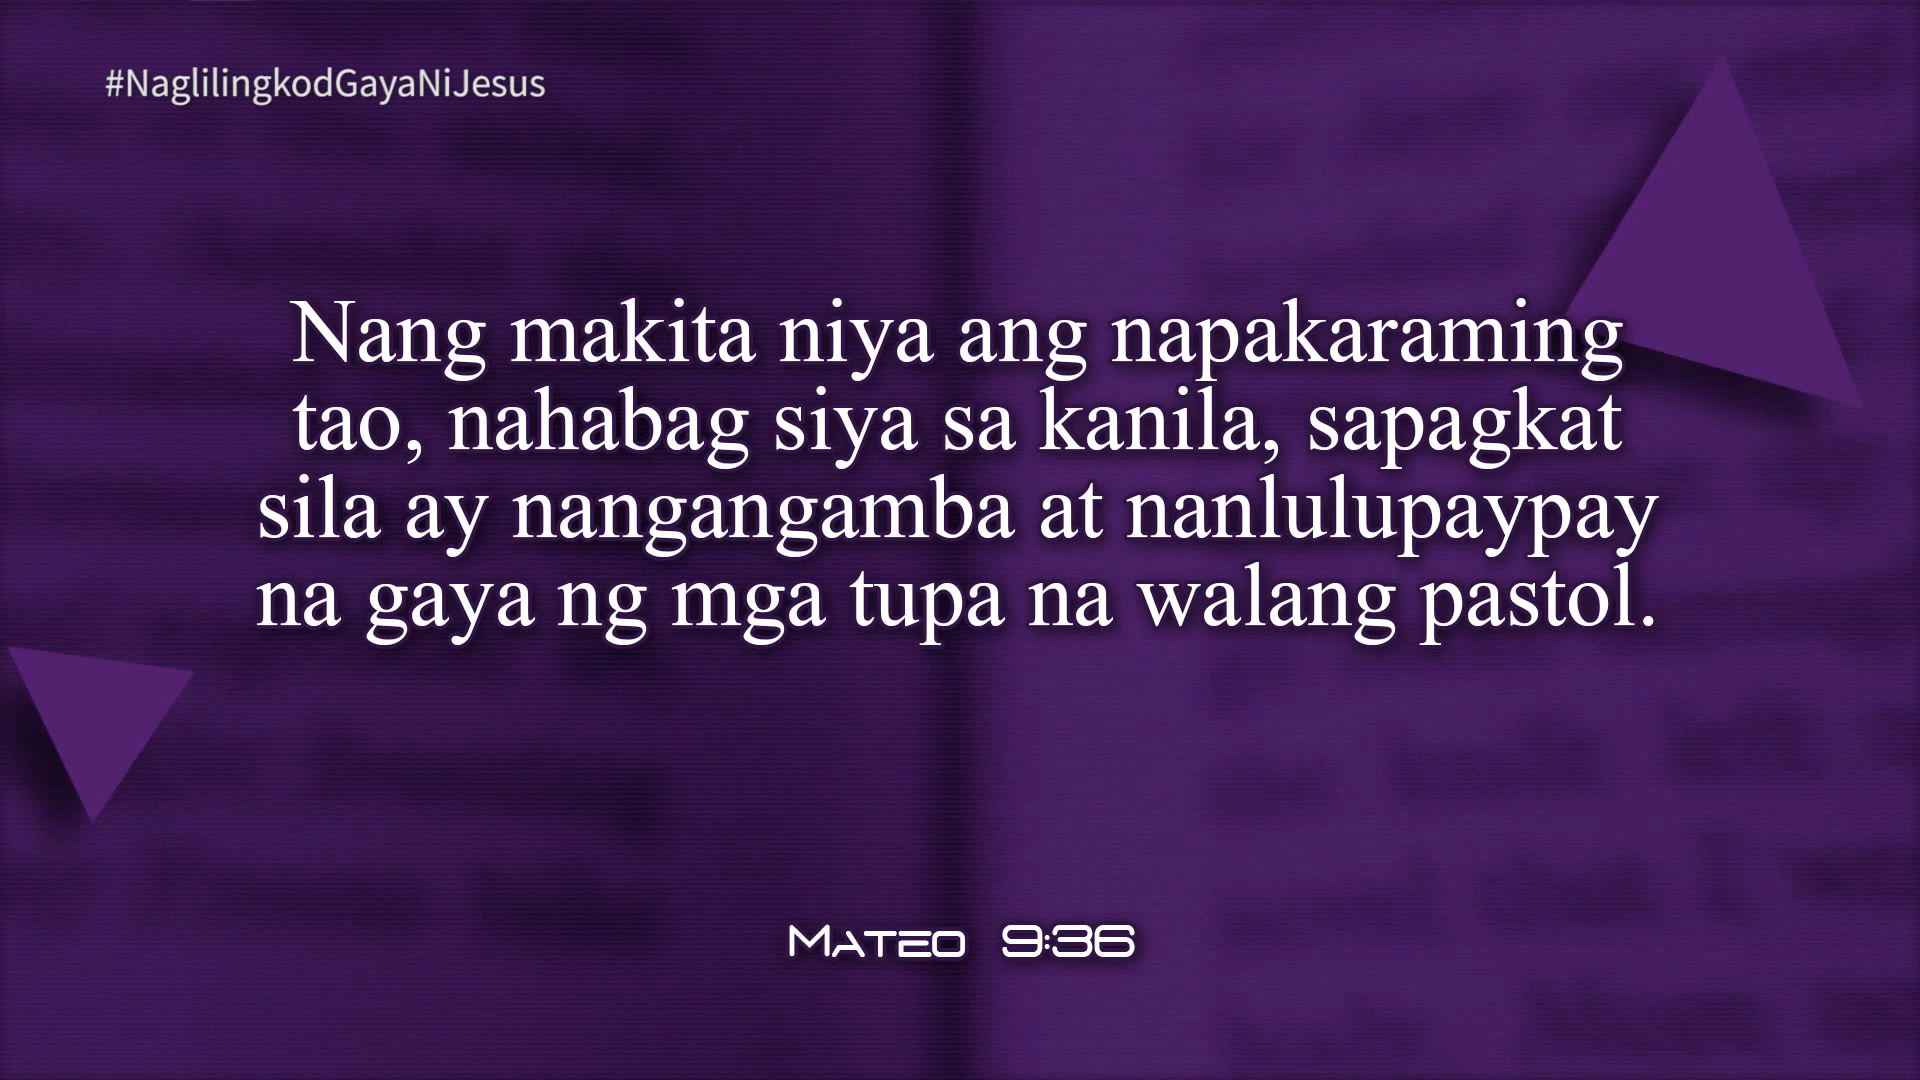 #NaglilingkodGayaNiJesus
Nang makita niya ang napakaraming
tao, nahabag siya sa kanila, sapagkat
sila ay nangangamba at nanlulupaypay
na gaya ng mga tupa na walang pastol.
Mateo 9:36